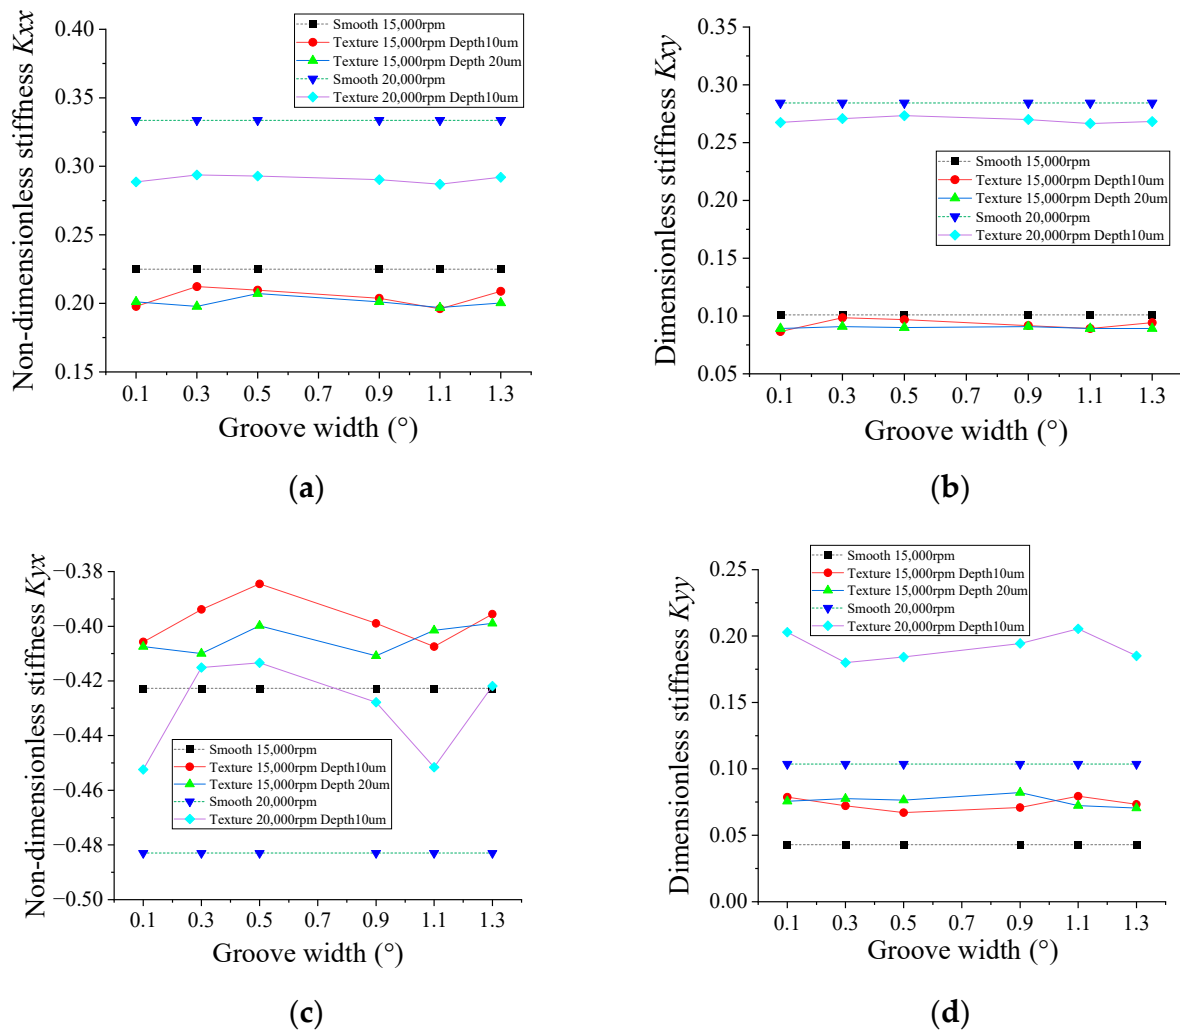 (a)
Non-dimensionless stiffness Kxx
0.40
0.35
0.30
0.25
0.20
0.15
Smooth 15,000rpm
Texture 15,000rpm Depth10um
Texture 15,000rpm Depth 20um
Smooth 20,000rpm
Texture 20,000rpm Depth10um
0.1 0.3 0.5 0.7 0.9 1.1 1.3
Groove width (°)
(b)
Dimensionless stiffness Kxy
0.35
0.30
0.25
0.20
0.15
0.10
0.05
Smooth 15,000rpm
Texture 15,000rpm Depth10um
Texture 15,000rpm Depth 20um
Smooth 20,000rpm
Texture 20,000rpm Depth10um
0.1 0.3 0.5 0.7 0.9 1.1 1.3
Groove width (°)
(c)
Non-dimensionless stiffness Kyx
−0.38
−0.40
−0.42
−0.44
−0.46
−0.48
−0.50
Smooth 15,000rpm
Texture 15,000rpm Depth10um
Texture 15,000rpm Depth 20um
Smooth 20,000rpm
Texture 20,000rpm Depth10um
0.1 0.3 0.5 0.7 0.9 1.1 1.3
Groove width (°)
(d)
Dimensionless stiffness Kyy
0.25
0.20
0.15
0.10
0.05
0.00
Smooth 15,000rpm
Texture 15,000rpm Depth10um
Texture 15,000rpm Depth 20um
Smooth 20,000rpm
Texture 20,000rpm Depth10um
0.1 0.3 0.5 0.7 0.9 1.1 1.3
Groove width (°)